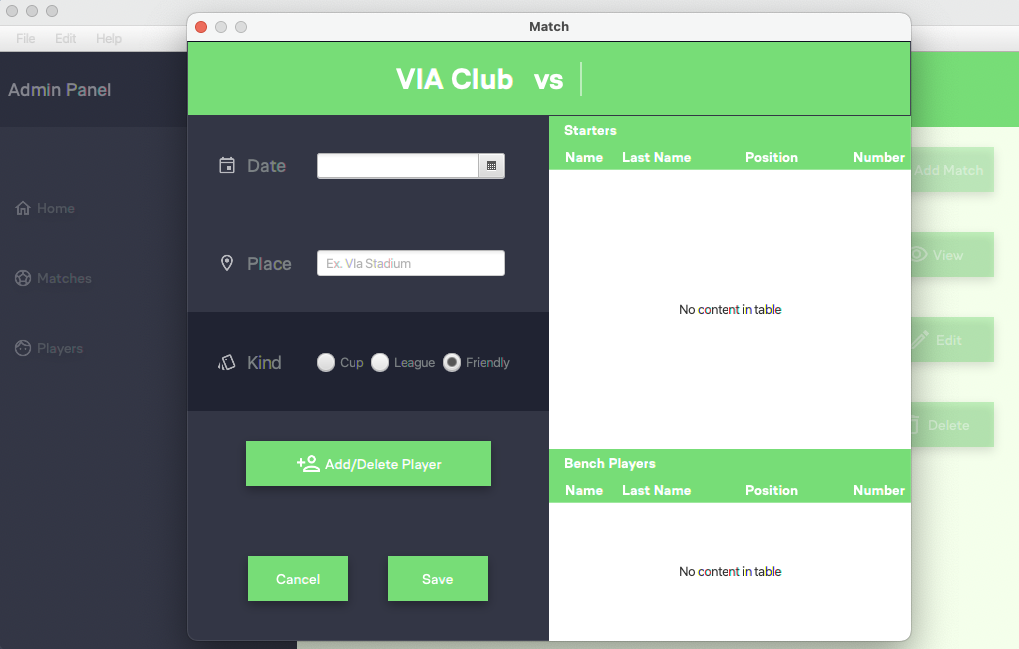 Match
File Edit Help
VIA Club vs
Admin Panel
Home
Matches
Players
Date
Place
Ex. VIa Stadium
Kind
Cup League Friendly
Add/Delete Player
Cancel
Save
Starters
Name Last Name Position Number
No content in table
Bench Players
Name Last Name Position Number
No content in table
Add Match
View
Edit
Delete